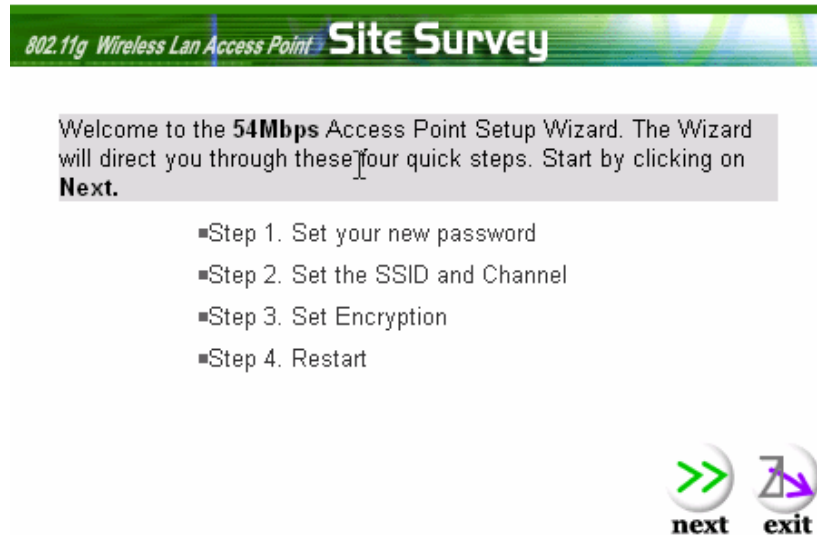 802.11g Wireless Lan Access Point Site Survey
Welcome to the 54Mbps Access Point Setup Wizard. The Wizard
will direct you through these four quick steps. Start by clicking on
Next.
Step 1. Set your new password
Step 2. Set the SSID and Channel
Step 3. Set Encryption
Step 4. Restart
next exit